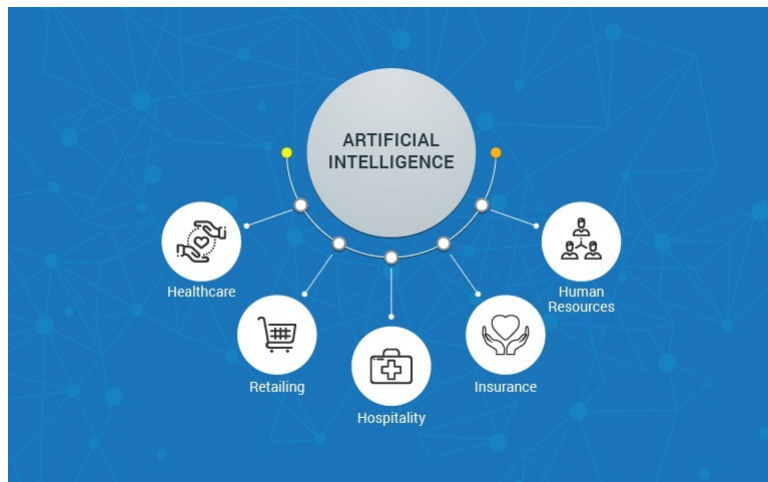 ARTIFICIAL
INTELLIGENCE
Healthcare
Retailing
Hospitality
Insurance
Human
Resources